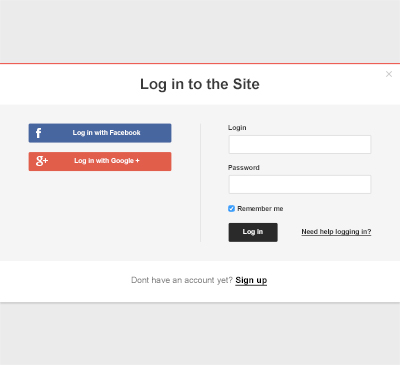 Log in to the Site
Log in with Facebook
Log in with Google +
Login
Password
Remember me
Log In
Need help logging in?
Dont have an account yet? Sign up